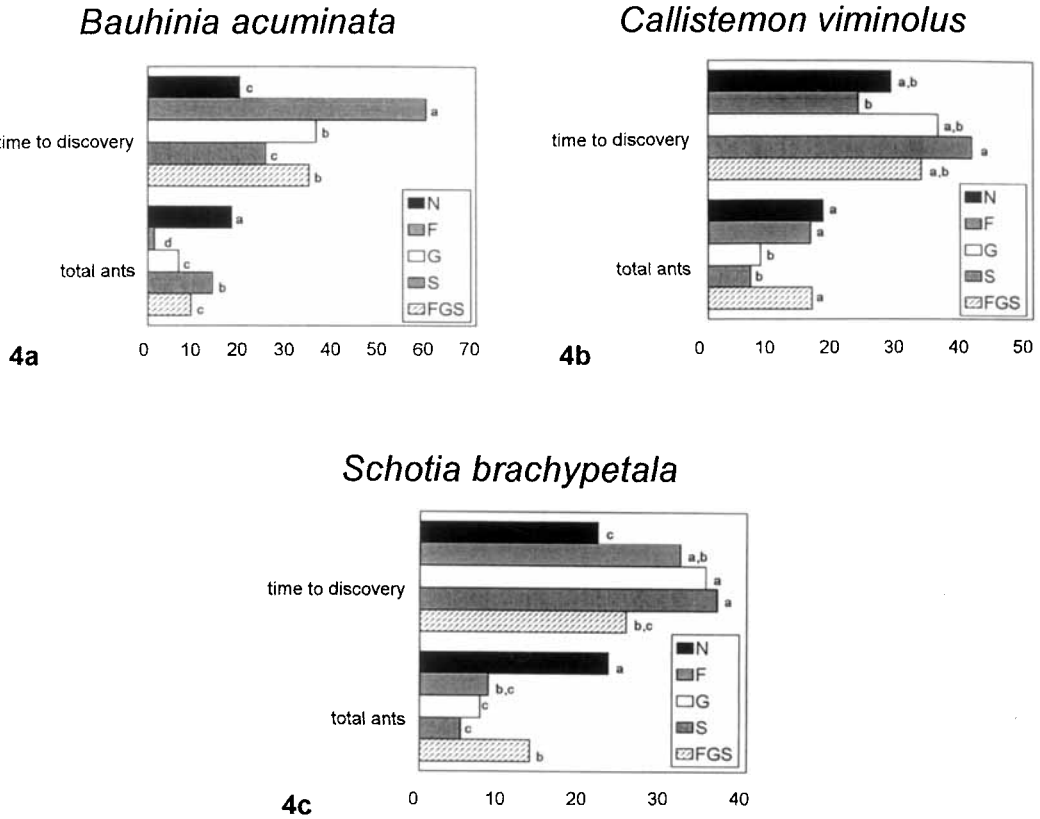 Bauhinia acuminata
time to discovery
c
a
b
c
b
total ants
a
d
c
b
c
N
F
G
S
FGS
0 10 20 30 40 50 60 70
4a
Callistemon viminolus
time to discovery
a,b
b
a,b
a
a,b
total ants
a
a
b
b
a
N
F
G
S
FGS
0 10 20 30 40 50
4b
Schotia brachypetala
time to discovery
c
a,b
a
a
b,c
total ants
a
b,c
c
c
b
N
F
G
S
FGS
0 10 20 30 40
4c